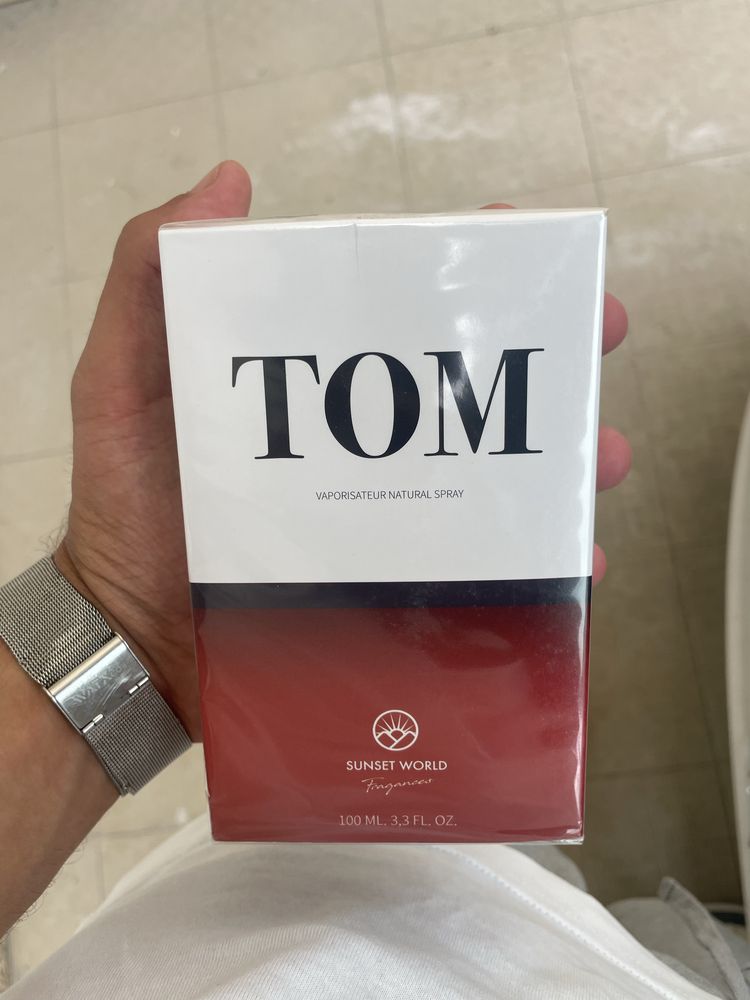 TOM
VAPORISATEUR NATURAL SPRAY
SUNSET WORLD
Fragances
100 ML. 3,3 FL. OZ.